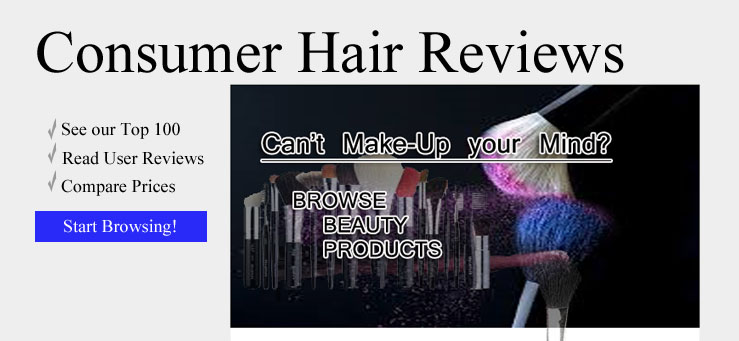 Consumer Hair Reviews
See our Top 100
Read User Reviews
Compare Prices
Start Browsing!
Can't Make-Up your Mind?
BROWSE
BEAUTY
PRODUCTS